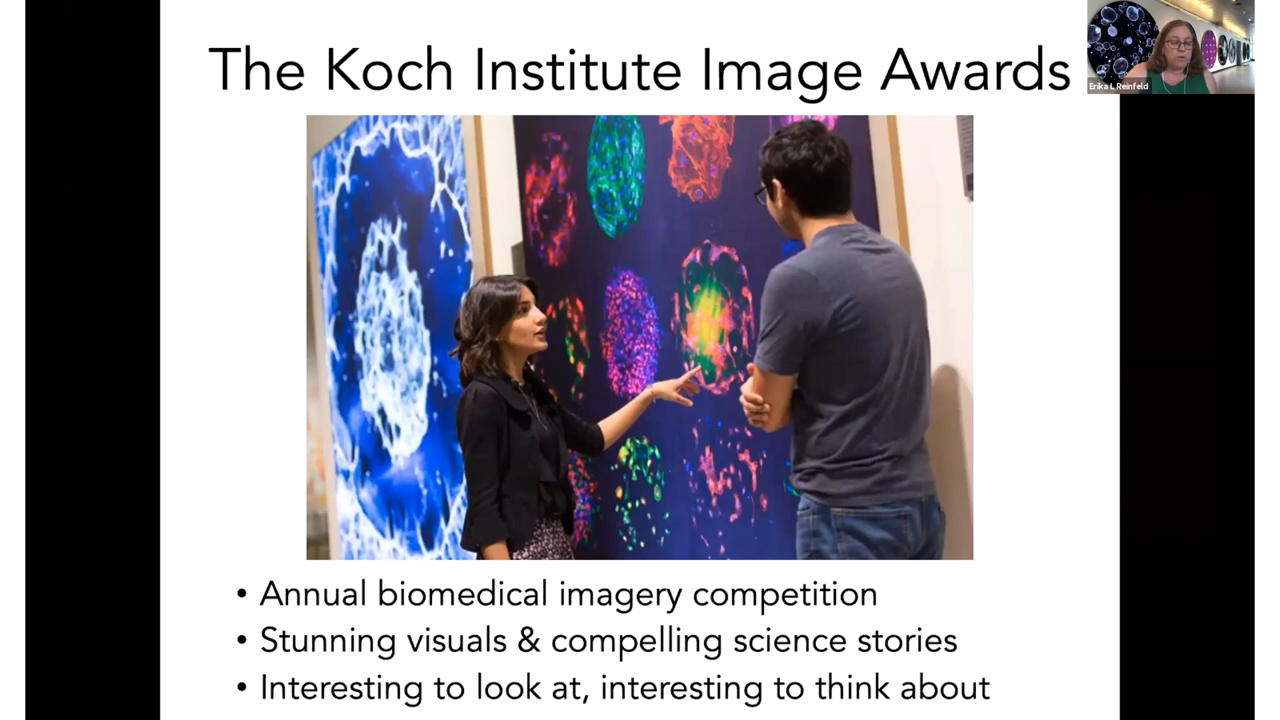 The Koch Institute Image Awards
Erika L Reinfeld
• Annual biomedical imagery competition
• Stunning visuals & compelling science stories
• Interesting to look at, interesting to think about